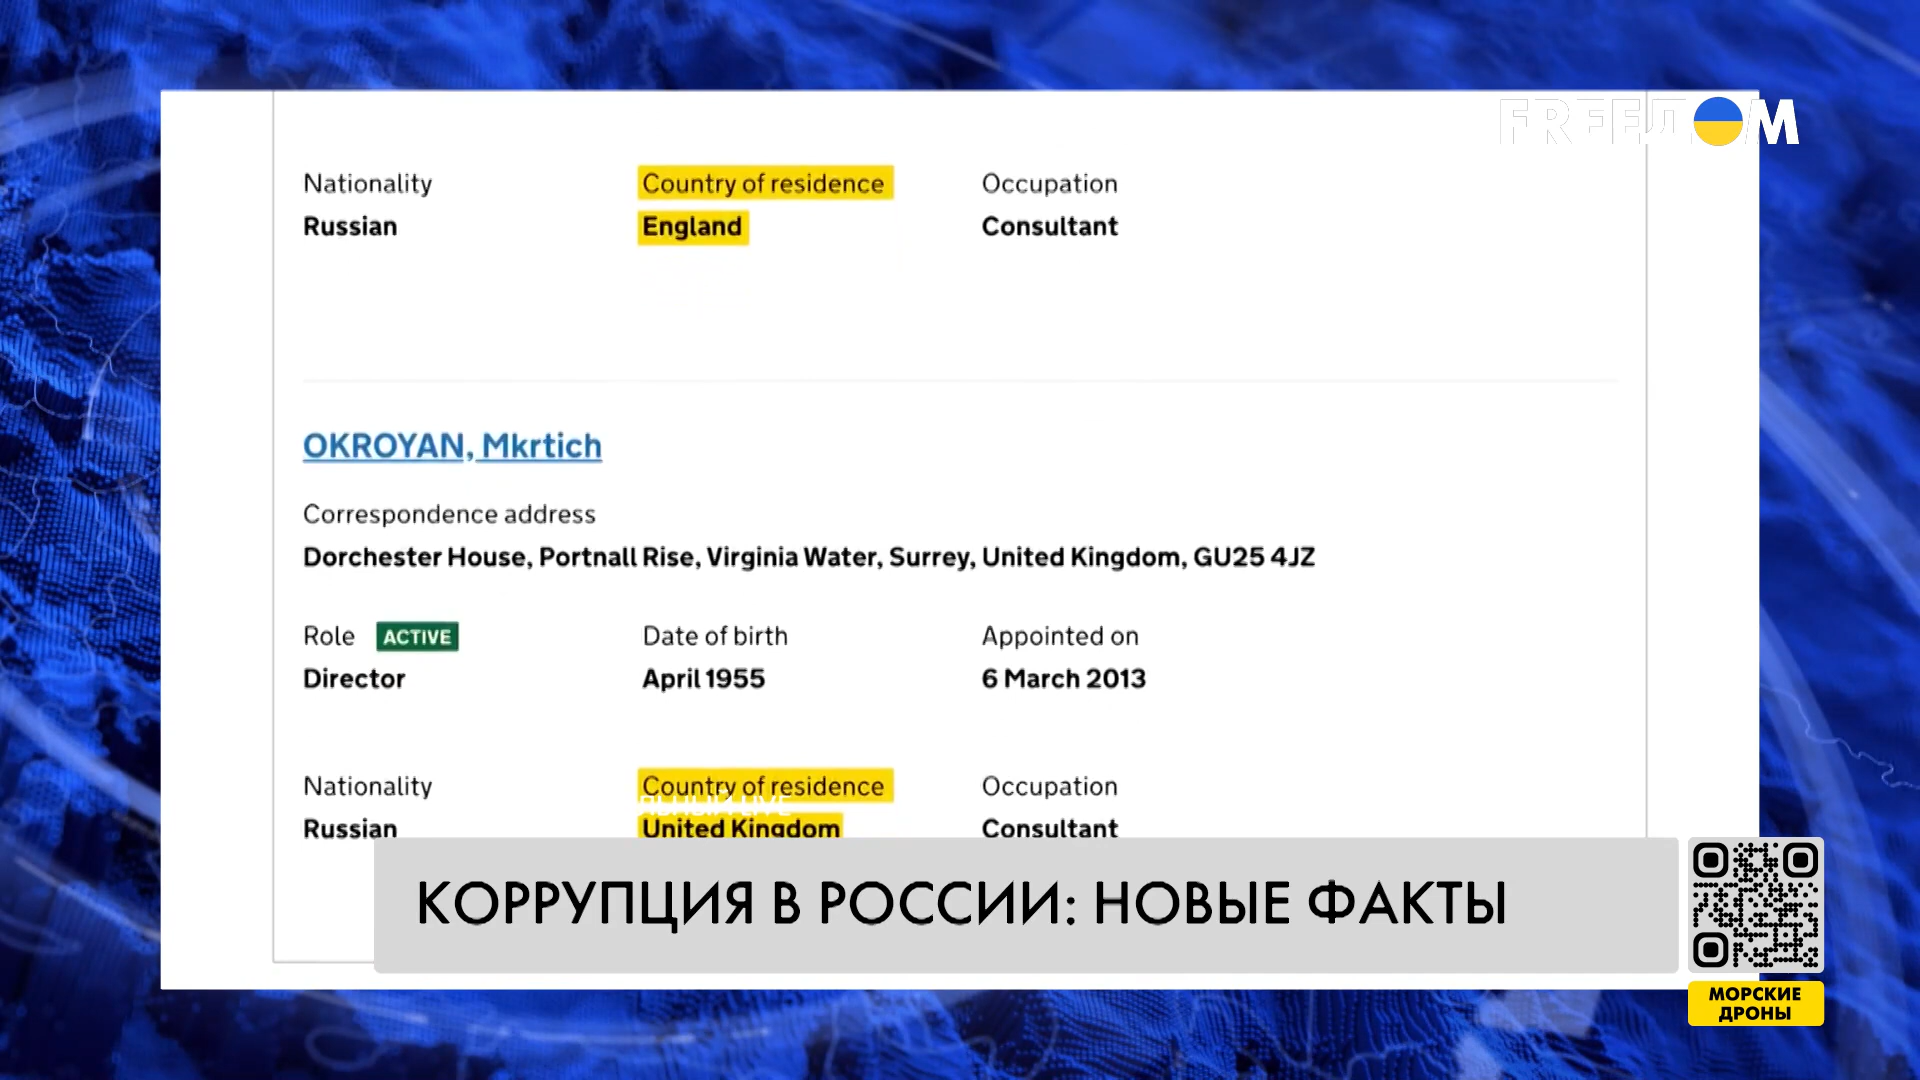 FREEДOM
Nationality Country of residence Occupation
Russian England Consultant
OKROYAN, Mkrtich
Correspondence address
Dorchester House, Portnall Rise, Virginia Water, Surrey, United Kingdom, GU25 4JZ
Role ACTIVE Date of birth Appointed on
Director April 1955 6 March 2013
Nationality Country of residence Occupation
Russian United Kingdom Consultant
КОРРУПЦИЯ В РОССИИ: НОВЫЕ ФАКТЫ
МОРСКИЕ
ДРОНЫ